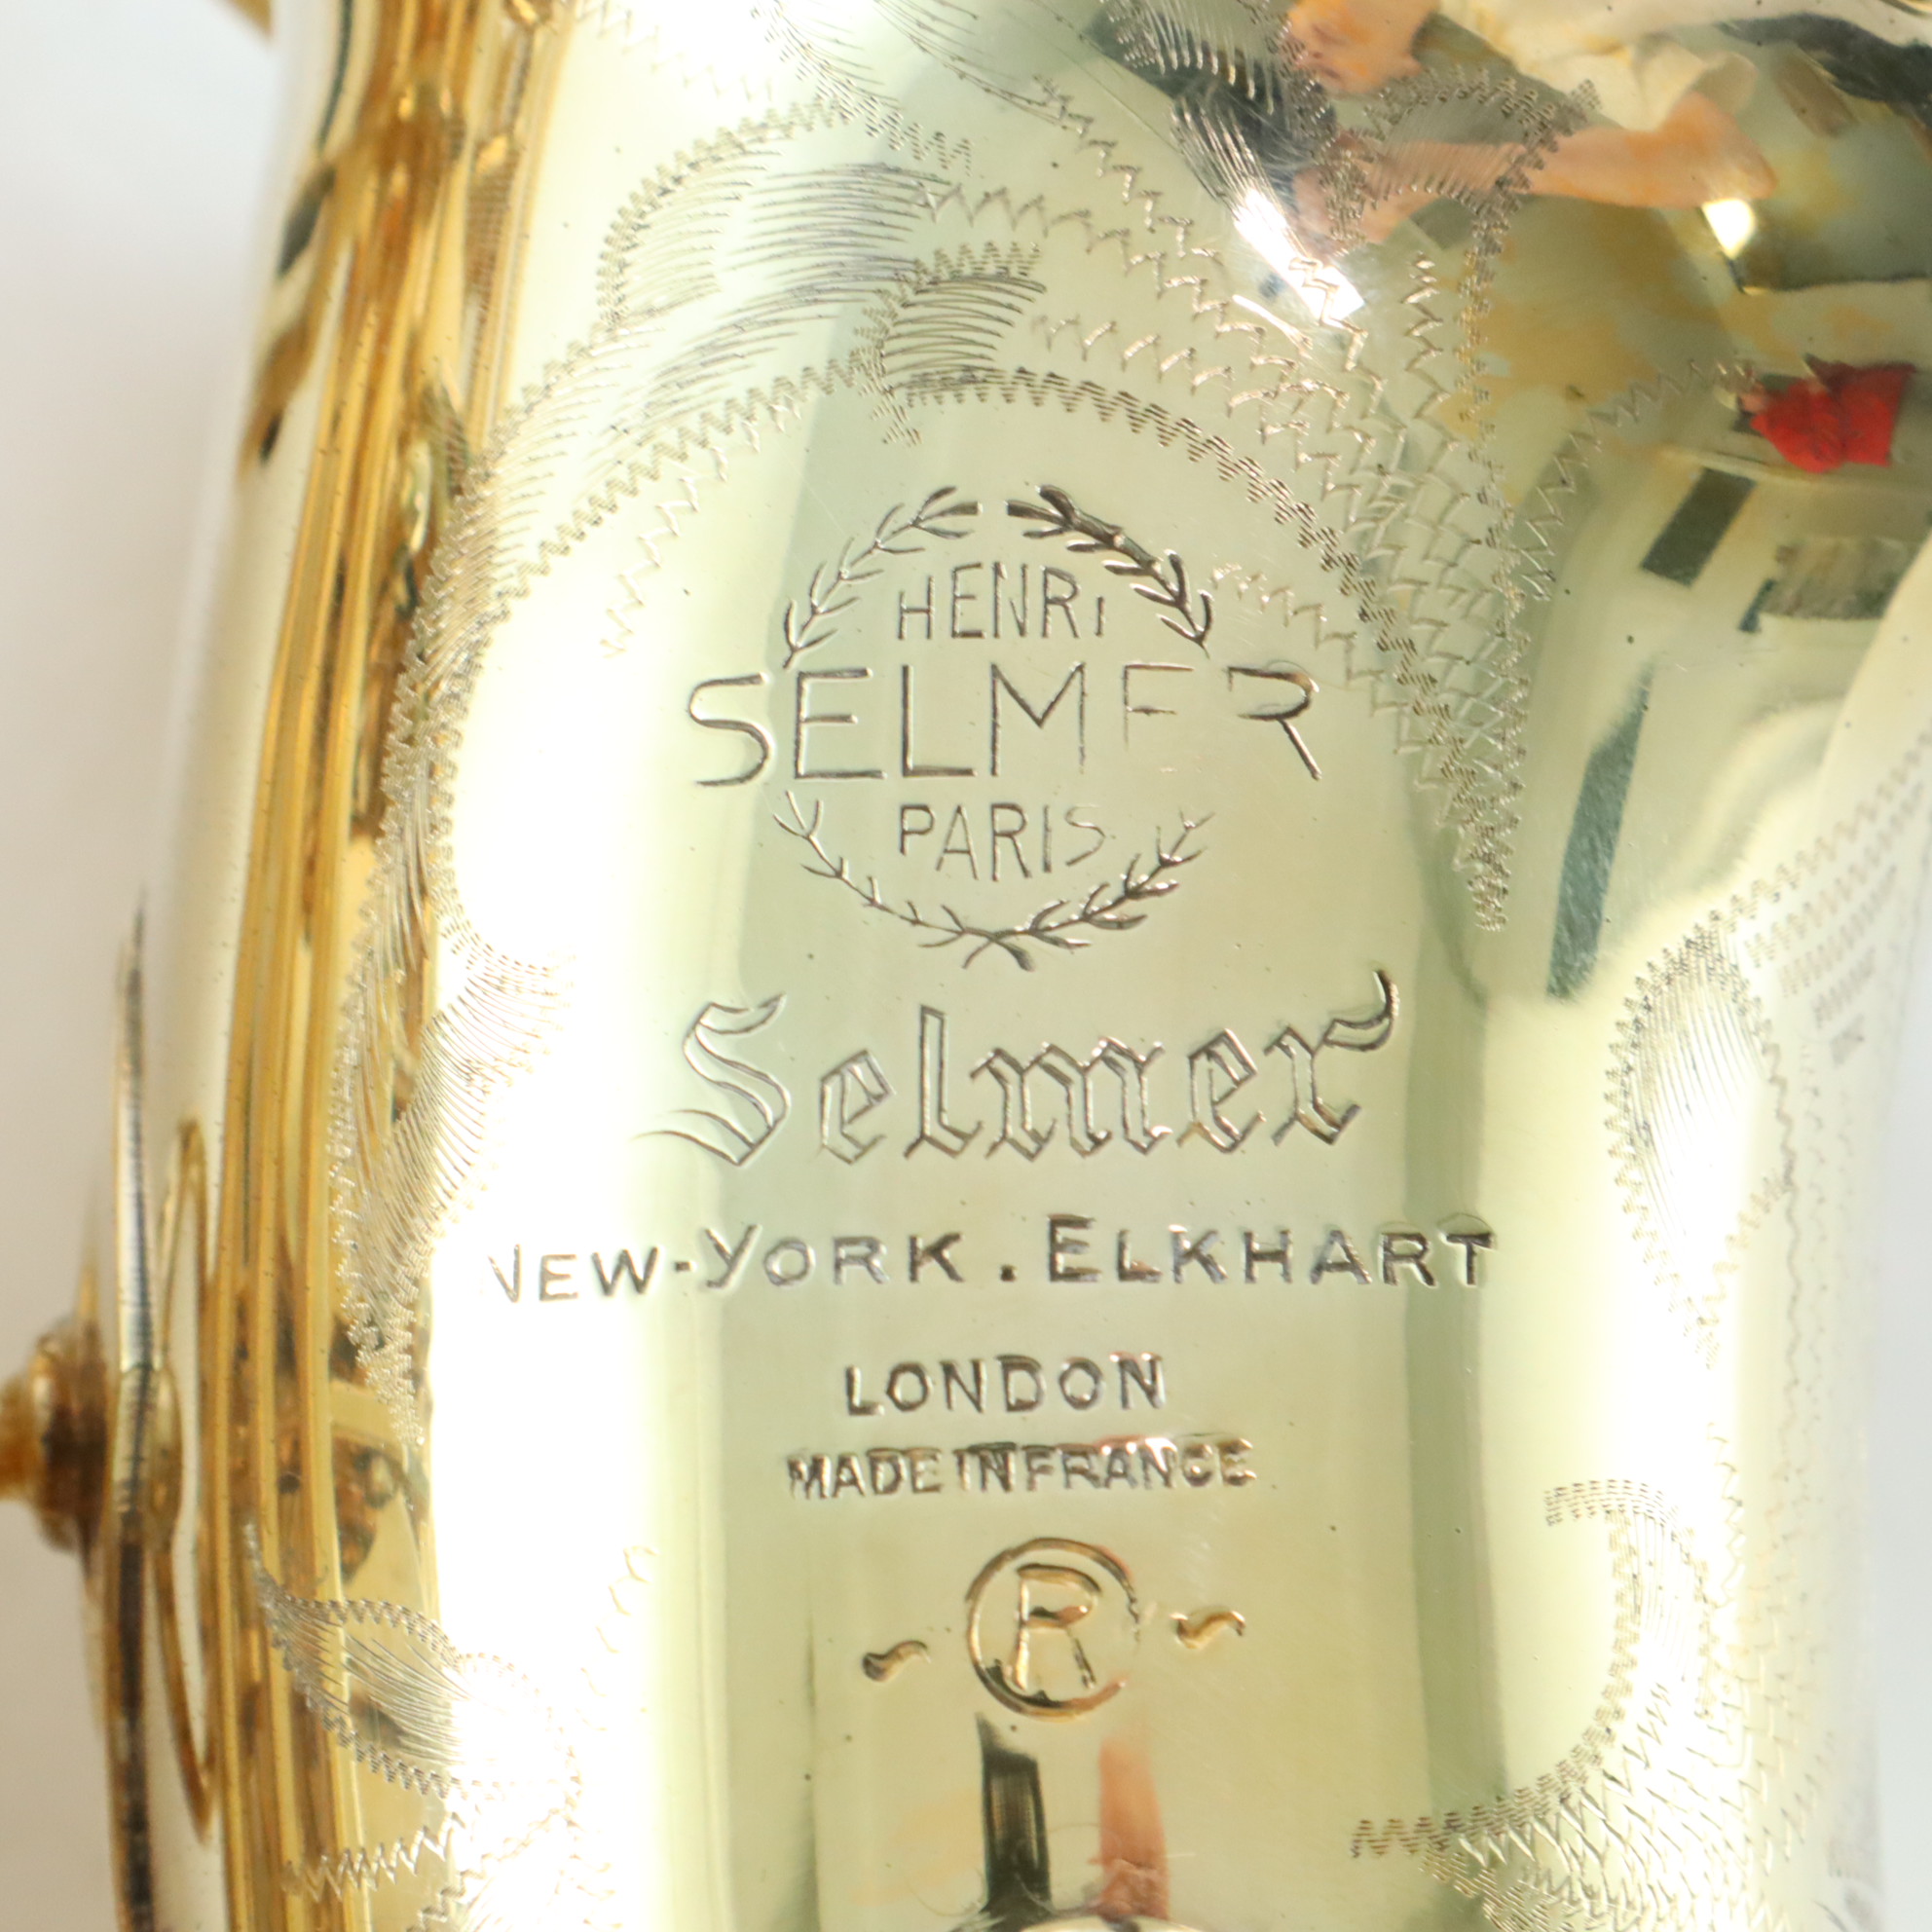 HENRI
SELMER
PARIS
Selmer
NEW-YORK. ELKHART
LONDON
MADE IN FRANCE
~ ® ~